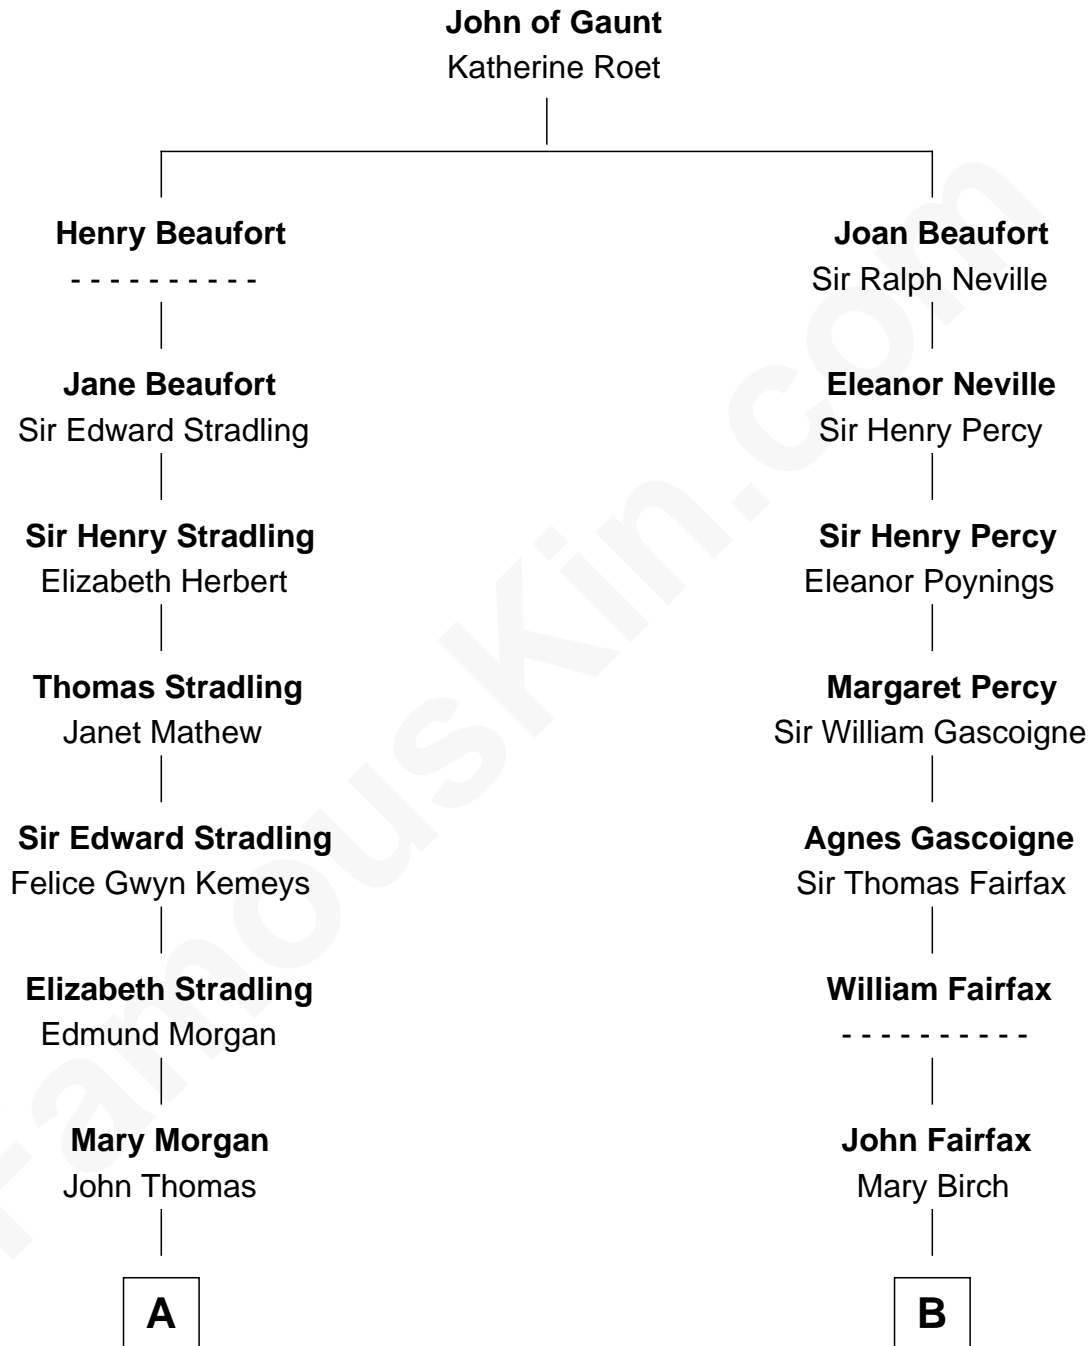 John of Gaunt
Katherine Roet
Henry Beaufort
- - - - - - - - - -
Jane Beaufort
Sir Edward Stradling
Sir Henry Stradling
Elizabeth Herbert
Thomas Stradling
Janet Mathew
Sir Edward Stradling
Felice Gwyn Kemeys
Elizabeth Stradling
Edmund Morgan
Mary Morgan
John Thomas
A
Joan Beaufort
Sir Ralph Neville
Eleanor Neville
Sir Henry Percy
Sir Henry Percy
Eleanor Poynings
Margaret Percy
Sir William Gascoigne
Agnes Gascoigne
Sir Thomas Fairfax
William Fairfax
- - - - - - - - - -
John Fairfax
Mary Birch
B
FamousKin.com